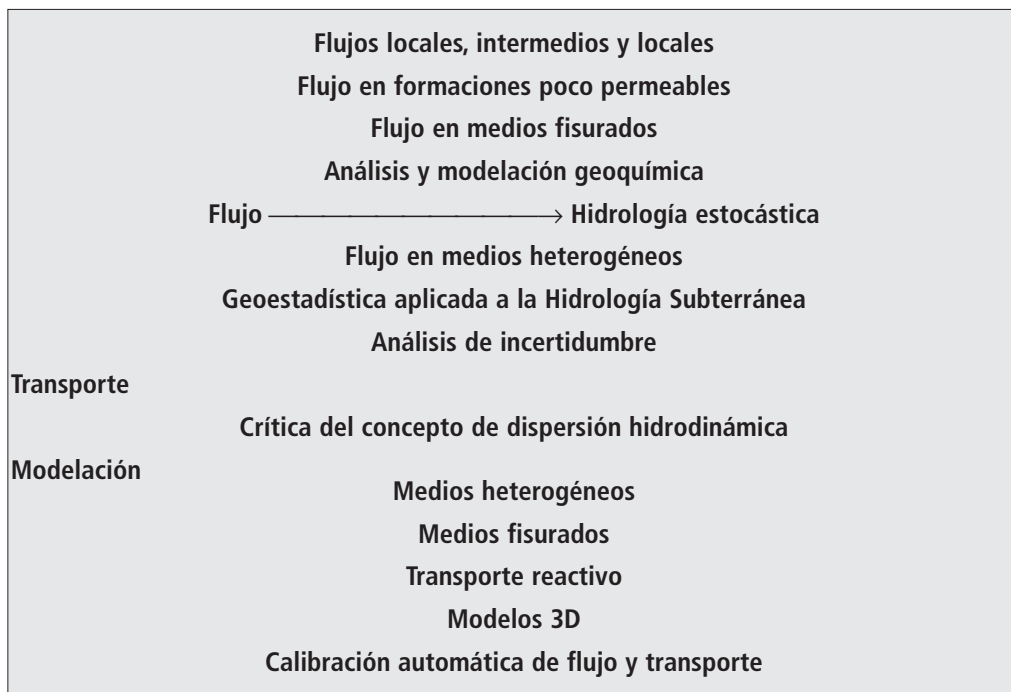 Flujos locales, intermedios y locales
Flujo en formaciones poco permeables
Flujo en medios fisurados
Análisis y modelación geoquímica
Flujo ⟶ Hidrología estocástica
Flujo en medios heterogéneos
Geoestadística aplicada a la Hidrología Subterránea
Análisis de incertidumbre
Transporte
Crítica del concepto de dispersión hidrodinámica
Modelación
Medios heterogéneos
Medios fisurados
Transporte reactivo
Modelos 3D
Calibración automática de flujo y transporte